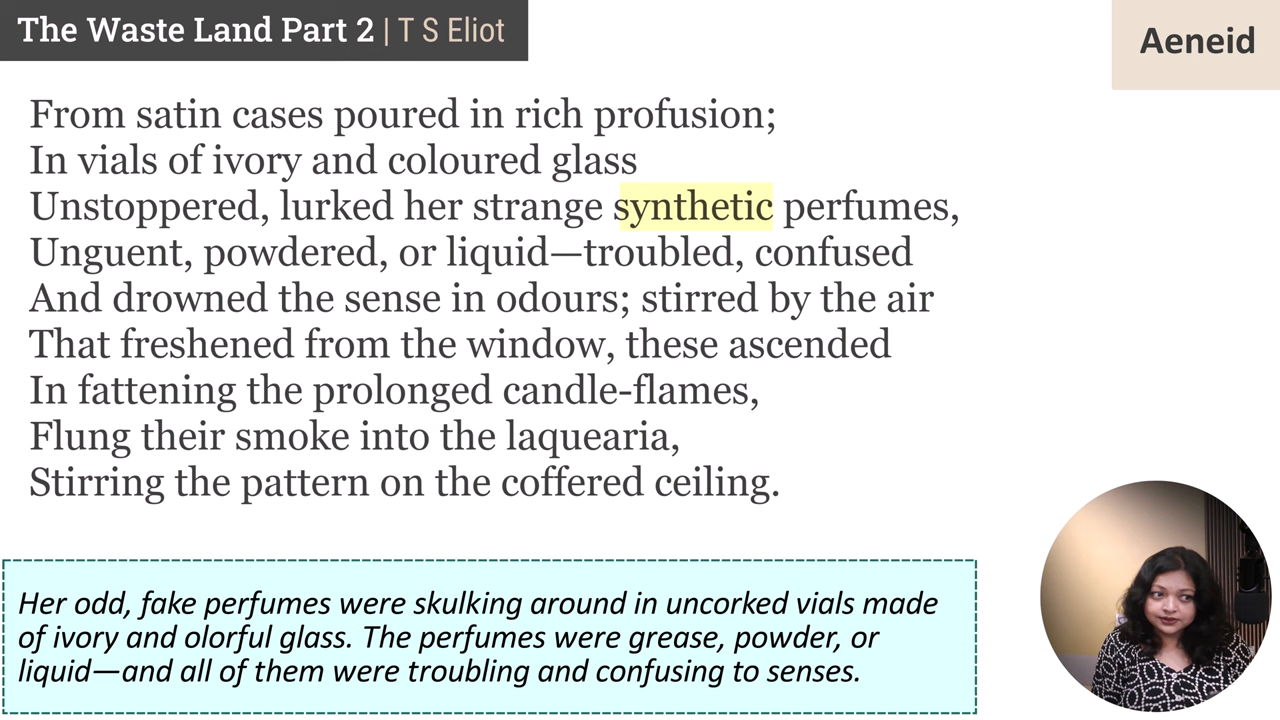 The Waste Land Part 2 | T S Eliot
Aeneid
From satin cases poured in rich profusion;
In vials of ivory and coloured glass
Unstoppered, lurked her strange synthetic perfumes,
Unguent, powdered, or liquid—troubled, confused
And drowned the sense in odours; stirred by the air
That freshened from the window, these ascended
In fattening the prolonged candle-flames,
Flung their smoke into the laquearia,
Stirring the pattern on the coffered ceiling.
Her odd, fake perfumes were skulking around in uncorked vials made
of ivory and olorful glass. The perfumes were grease, powder, or
liquid—and all of them were troubling and confusing to senses.